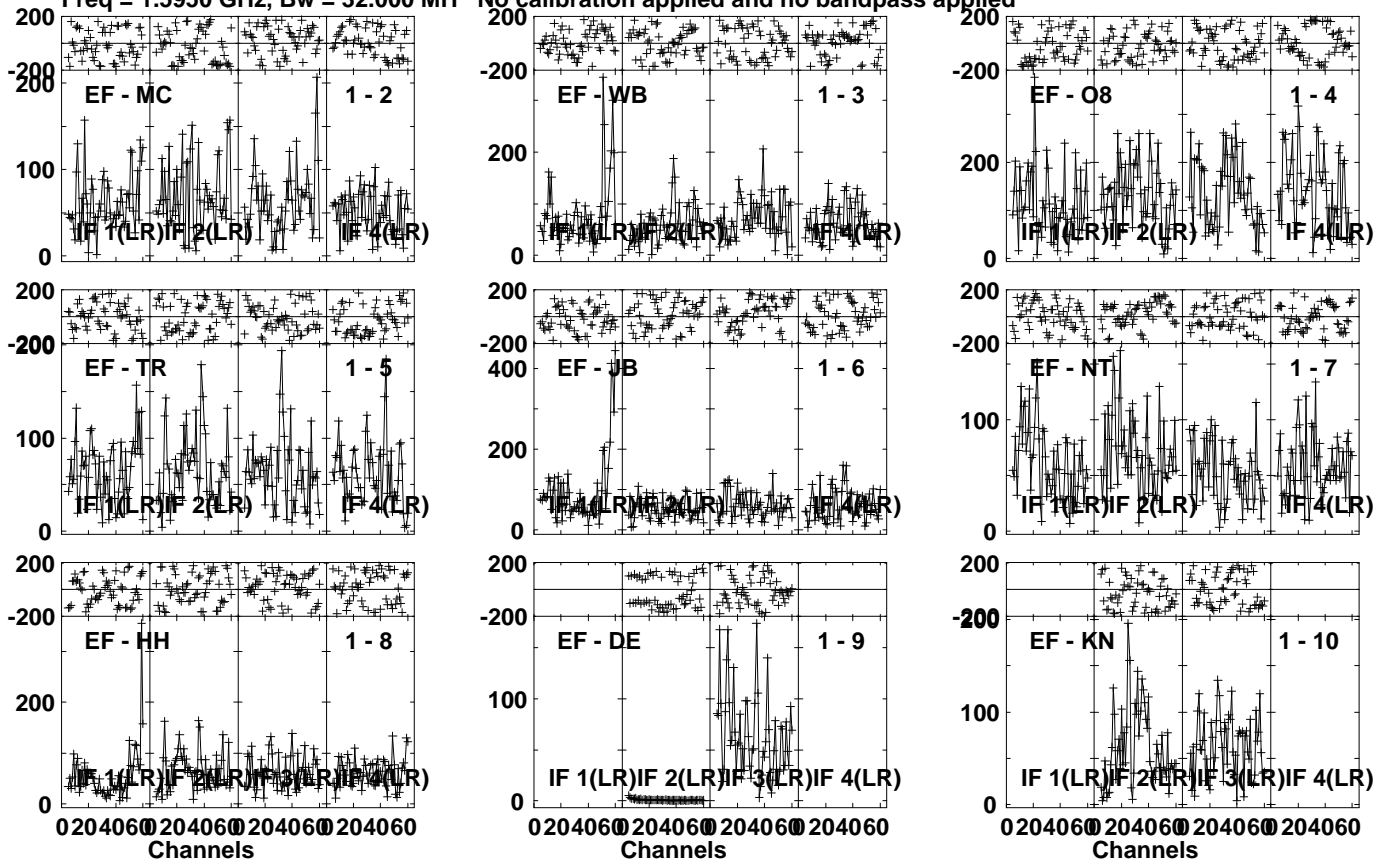 Freq = 1.5950 GHz, Bw = 32.000 MH No calibration applied and no bandpass applied
200
-200
200
100
0
EF - MC
1 - 2
IF 1(LR)
IF 2(LR)
IF 4(LR)
200
-200
200
0
EF - WB
1 - 3
IF 1(LR)
IF 2(LR)
IF 4(LR)
200
-200
200
0
EF - O8
1 - 4
IF 1(LR)
IF 2(LR)
IF 4(LR)
200
-200
200
100
0
EF - TR
1 - 5
IF 1(LR)
IF 2(LR)
IF 4(LR)
200
-200
400
200
0
EF - JB
1 - 6
IF 1(LR)
IF 2(LR)
IF 4(LR)
200
-200
100
0
EF - NT
1 - 7
IF 1(LR)
IF 2(LR)
IF 4(LR)
200
-200
200
0
EF - HH
1 - 8
IF 1(LR)
IF 2(LR)
IF 3(LR)
IF 4(LR)
0 20 40 60 0 20 40 60 0 20 40 60 0 20 40 60
Channels
200
-200
100
0
EF - DE
1 - 9
IF 1(LR)
IF 2(LR)
IF 3(LR)
IF 4(LR)
0 20 40 60 0 20 40 60 0 20 40 60 0 20 40 60
Channels
200
-200
200
100
0
EF - KN
1 - 10
IF 1(LR)
IF 2(LR)
IF 3(LR)
IF 4(LR)
0 20 40 60 0 20 40 60 0 20 40 60 0 20 40 60
Channels